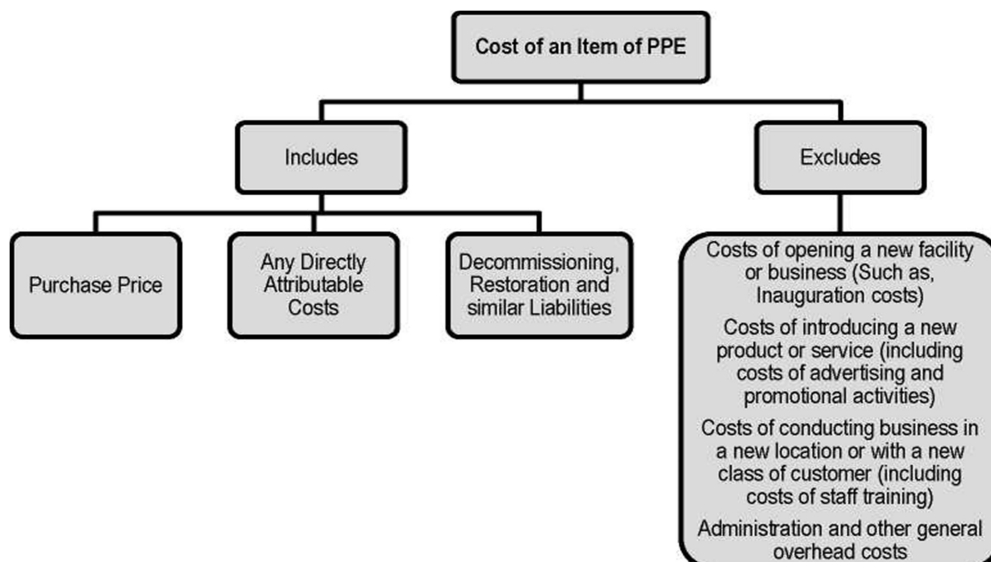 Cost of an Item of PPE
Includes
Excludes
Purchase Price
Any Directly
Attributable
Costs
Decommissioning,
Restoration and
similar Liabilities
Costs of opening a new facility
or business (Such as,
Inauguration costs)
Costs of introducing a new
product or service (including
costs of advertising and
promotional activities)
Costs of conducting business in
a new location or with a new
class of customer (including
costs of staff training)
Administration and other general
overhead costs